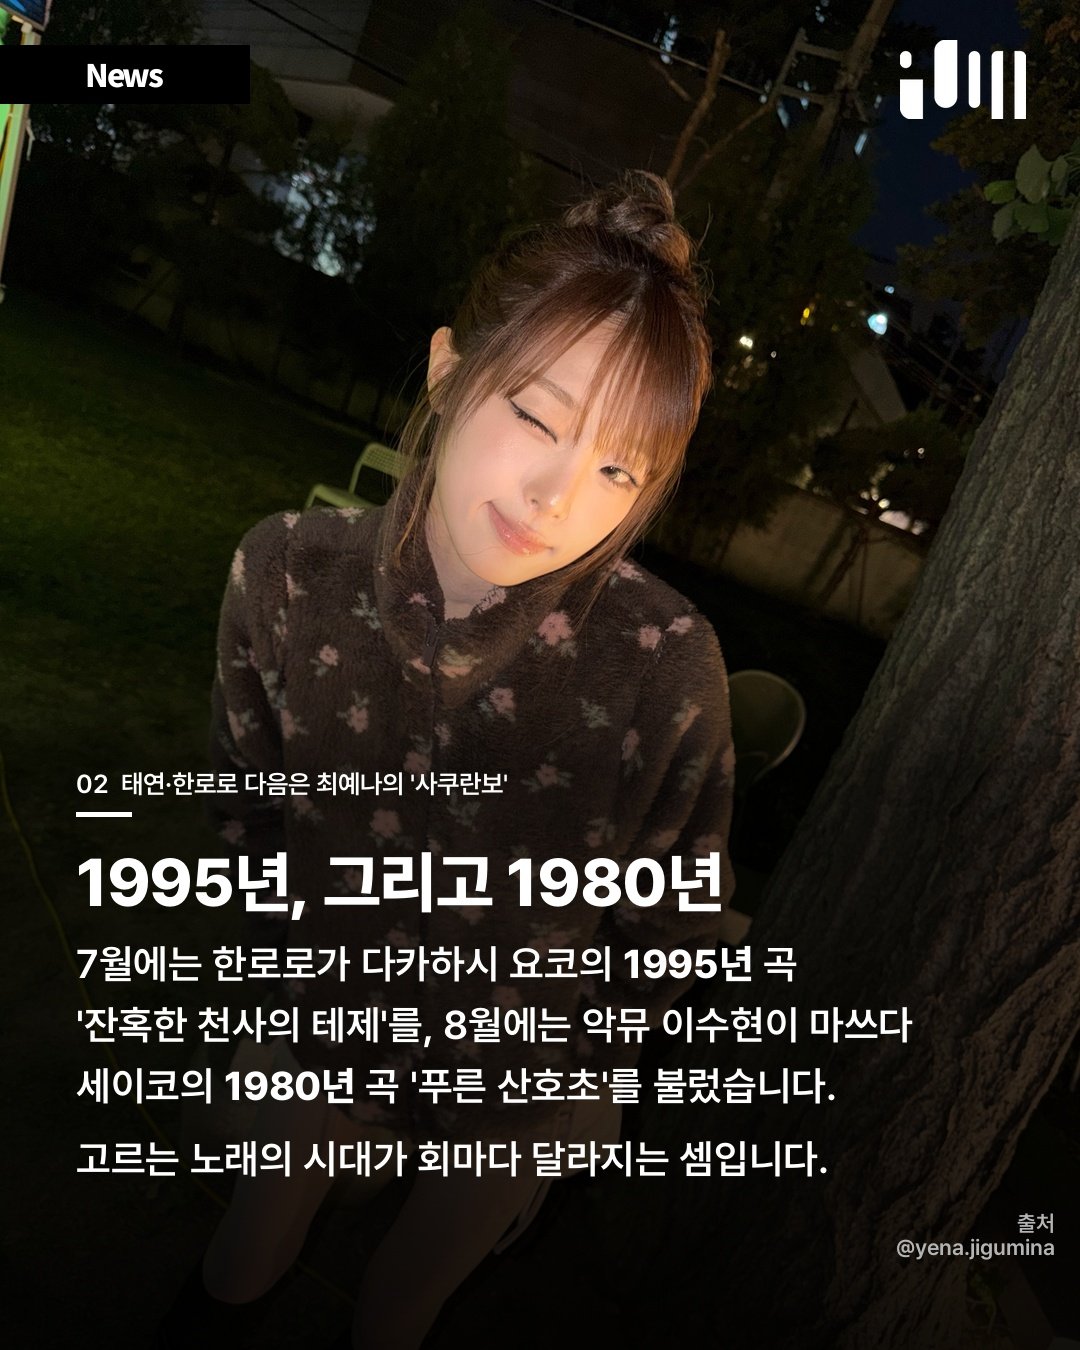 News
02 태연·한로로 다음은 최예나의 '사쿠란보'
1995년, 그리고 1980년
7월에는 한로로가 다카하시 요코의 1995년 곡
'잔혹한 천사의 테제'를, 8월에는 악뮤 이수현이 마쓰다
세이코의 1980년 곡 '푸른 산호초'를 불렀습니다.
고르는 노래의 시대가 회마다 달라지는 셈입니다.
출처
@yena.jigumina